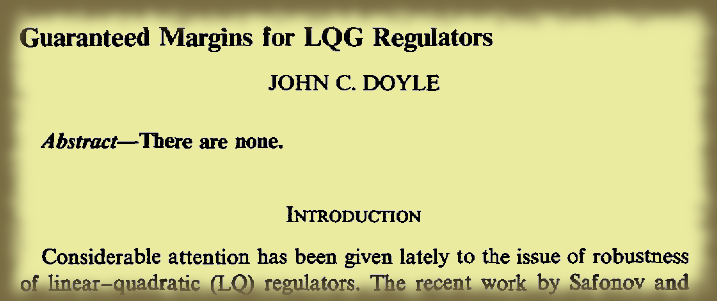 Guaranteed Margins for LQG Regulators
JOHN C. DOYLE
Abstract—There are none.
INTRODUCTION
Considerable attention has been given lately to the issue of robustness
of linear–quadratic (LQ) regulators. The recent work by Safonov and